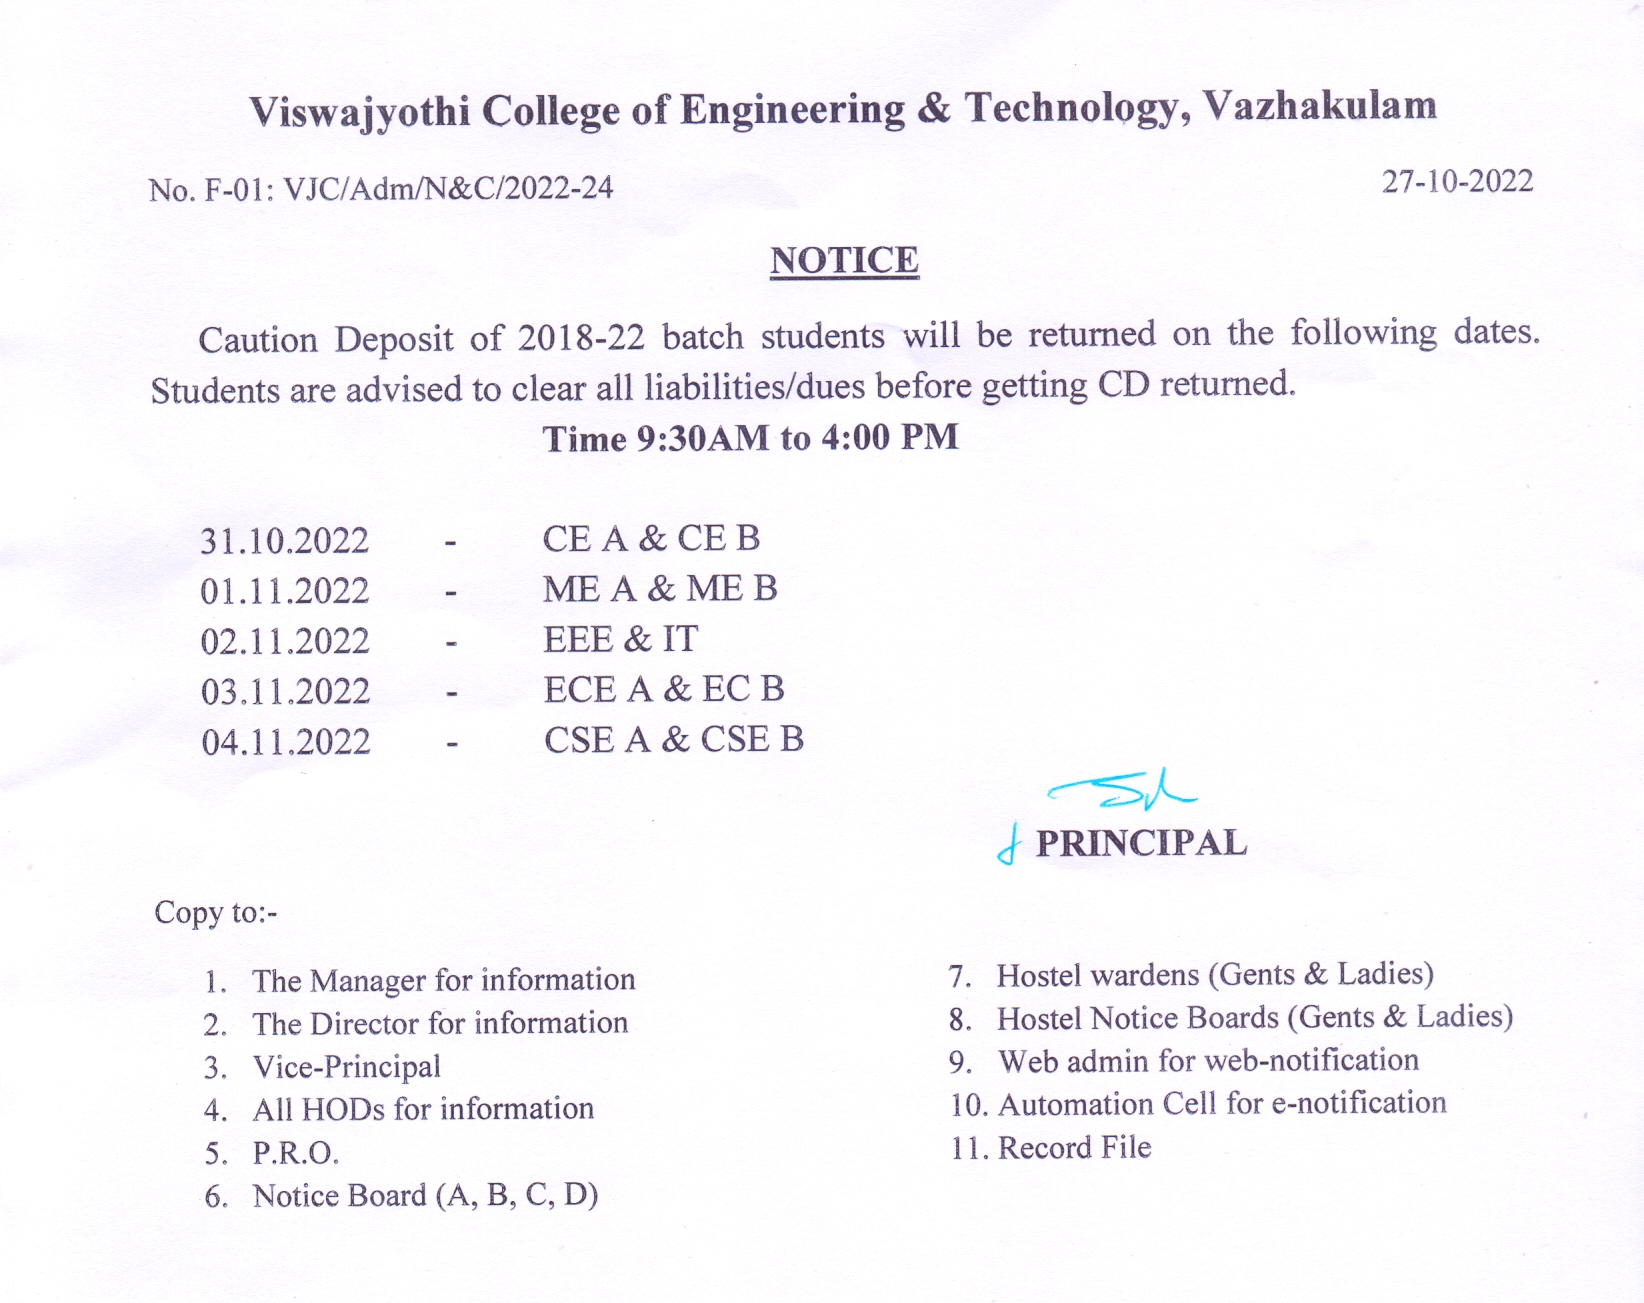 Viswajyothi College of Engineering & Technology, Vazhakulam
No. F-01: VJC/Adm/N&C/2022-24 27-10-2022
NOTICE
Caution Deposit of 2018-22 batch students will be returned on the following dates.
Students are advised to clear all liabilities/dues before getting CD returned.
Time 9:30AM to 4:00 PM
31.10.2022 - CE A & CE B
01.11.2022 - ME A & ME B
02.11.2022 - EEE & IT
03.11.2022 - ECE A & EC B
04.11.2022 - CSE A & CSE B
PRINCIPAL
Copy to:-
1. The Manager for information
2. The Director for information
3. Vice-Principal
4. All HODs for information
5. P.R.O.
6. Notice Board (A, B, C, D)
7. Hostel wardens (Gents & Ladies)
8. Hostel Notice Boards (Gents & Ladies)
9. Web admin for web-notification
10. Automation Cell for e-notification
11. Record File